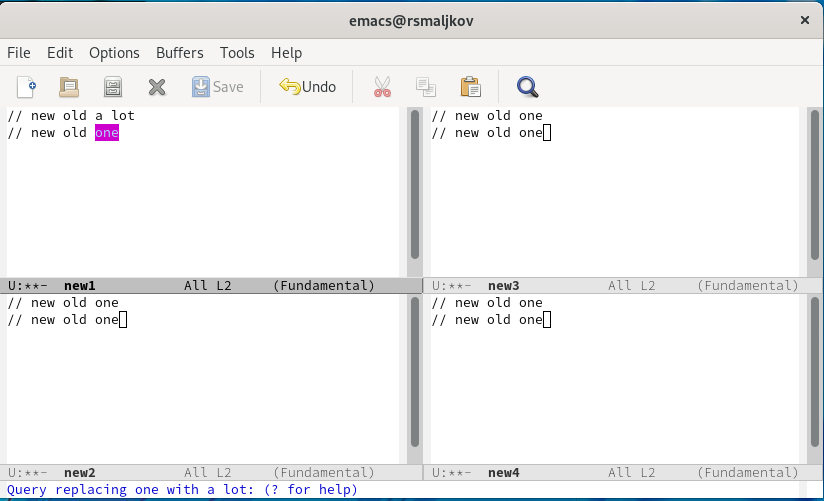 emacs@rsmaljkov
File Edit Options Buffers Tools Help
Save Undo
// new old a lot
// new old one
U:**- new1 All L2 (Fundamental)
// new old one
// new old one
U:**- new3 All L2 (Fundamental)
// new old one
// new old one
U:**- new2 All L2 (Fundamental)
// new old one
// new old one
U:**- new4 All L2 (Fundamental)
Query replacing one with a lot: (? for help)